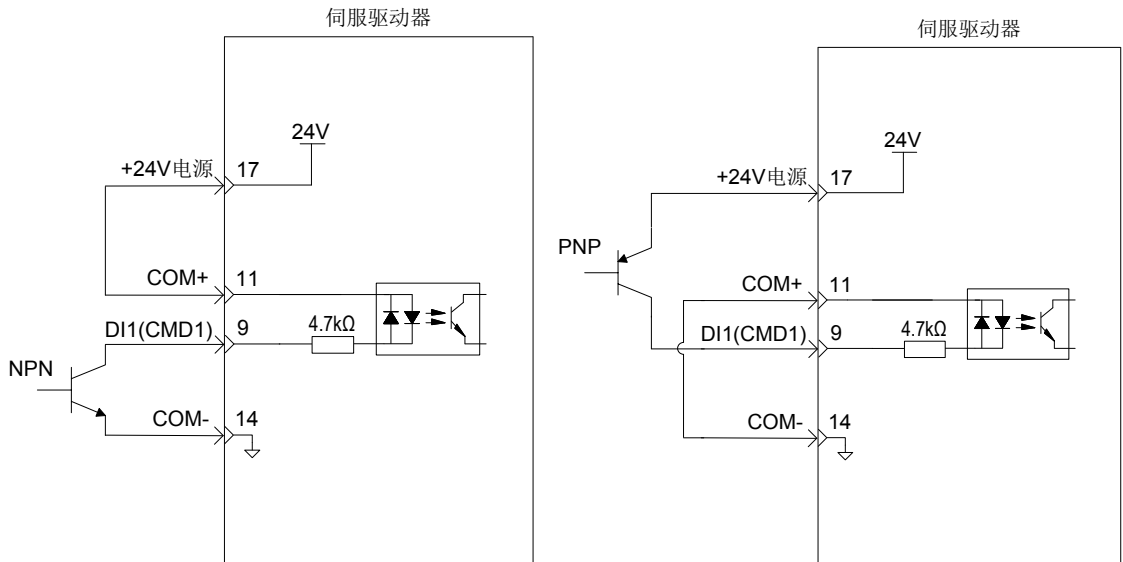 伺服驱动器
24V
+24V电源
17
COM+
11
DI1(CMD1)
9
4.7kΩ
NPN
COM-
14
伺服驱动器
24V
+24V电源
17
PNP
COM+
11
DI1(CMD1)
9
4.7kΩ
COM-
14